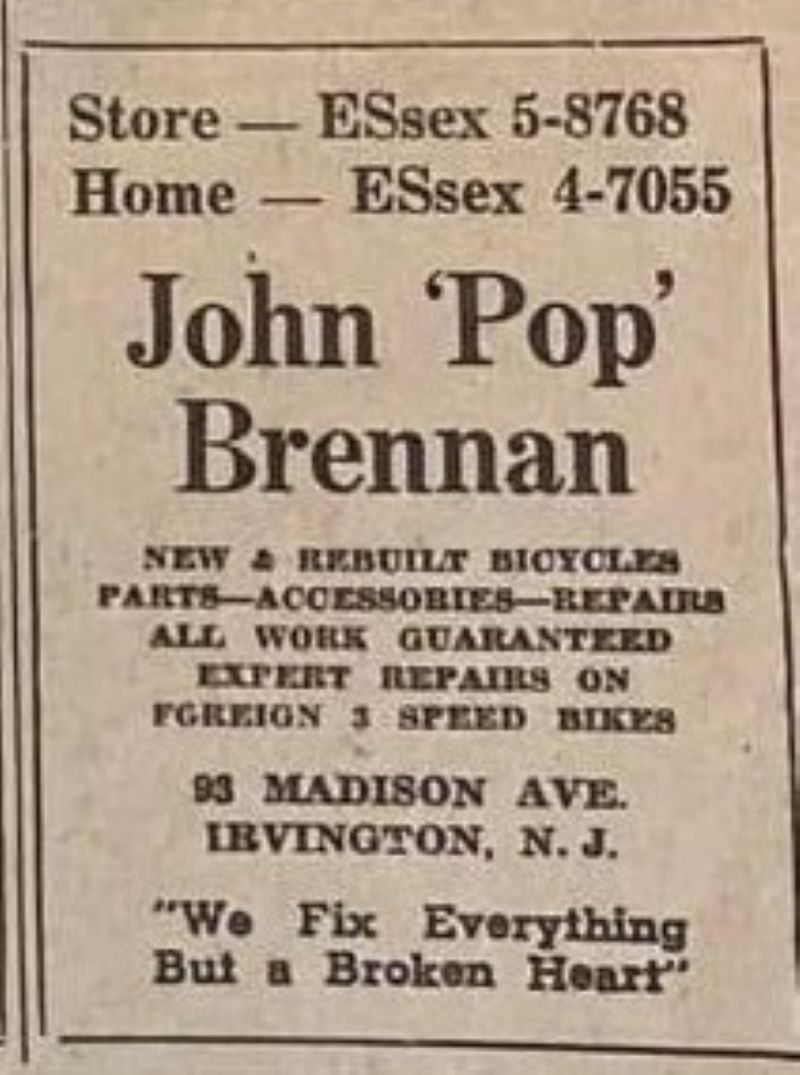 Store — ESsex 5-8768
Home — ESsex 4-7055
John 'Pop'
Brennan
NEW & REBUILT BICYCLES
PARTS—ACCESSORIES—REPAIRS
ALL WORK GUARANTEED
EXPERT REPAIRS ON
FGREIGN 3 SPEED BIKES
93 MADISON AVE.
IRVINGTON, N. J.
"We Fix Everything
But a Broken Heart"